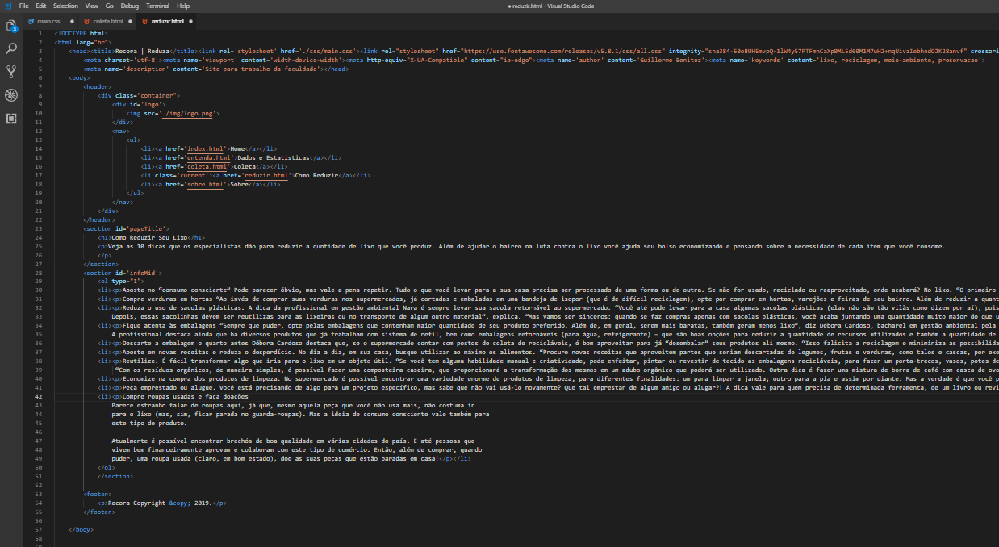 File Edit Selection View Go Debug Terminal Help
● reduzir.html - Visual Studio Code
main.css ● coleta.html ● reduzir.html ●
3
1 <!DOCTYPE html>
2 <html lang="br">
3 <head><title>Recora | Reduza</title><link rel='stylesheet' href='./css/main.css'><link rel="stylesheet" href="https://use.fontawesome.com/releases/v5.8.1/css/all.css" crossori
4 <meta charset='utf-8'><meta name='viewport' content='width=device-width'><meta http-equiv="X-UA-Compatible" content="ie=edge"><meta name='author' content='Guillermo Benitez'><meta name='keywords' content='lixo, reciclagem, meio-ambiente, preservacao'>
5 <meta name='description' content='Site para trabalho da faculdade'></head>
6 <body>
7 <header>
8 <div class="container">
9 <div id='logo'>
10 <img src='./img/logo.png'>
11 </div>
12 <nav>
13 <ul>
14 <li><a href='index.html'>Home</a></li>
15 <li><a href='entenda.html'>Dados e Estatisticas</a></li>
16 <li><a href='coleta.html'>Coleta</a></li>
17 <li class='current'><a href='reduzir.html'>Como Reduzir</a></li>
18 <li><a href='sobre.html'>Sobre</a></li>
19 </ul>
20 </nav>
21 </div>
22 </header>
23 <section id='pageTitle'>
24 <h1>Como Reduzir Seu Lixo</h1>
25 <p>Veja as 10 dicas que os especialistas dão para reduzir a quntidade de lixo que você produz. Além de ajudar o bairro na luta contra o lixo você ajuda seu bolso economizando e pensando sobre a necessidade de cada item que você consome.
26 </p>
27 </section>
28 <section id='infoMid'>
29 <ol type="1">
30 <li><p>Aposte no “consumo consciente” Pode parecer óbvio, mas vale a pena repetir. Tudo o que você levar para a sua casa precisa ser processado de uma forma ou de outra. Se não for usado, reciclado ou reaproveitado, onde acabará? No lixo. “O primeiro
31 <li><p>Compre verduras em hortas “Ao invés de comprar suas verduras nos supermercados, já cortadas e embaladas em uma bandeja de isopor (que é de difícil reciclagem), opte por comprar em hortas, varejões e feiras de seu bairro. Além de reduzir a quant
32 <li><p>Reduza o uso de sacolas plásticas. A dica da profissional em gestão ambiental Nara é sempre levar sua sacola retornável ao supermercado. “Você até pode levar para a casa algumas sacolas plásticas (elas não são tão vilãs como dizem por aí), pois
33 Depois, essas sacolinhas devem ser reutilizas para as lixeiras ou no transporte de algum outro material”, explica. “Mas vamos ser sinceros: quando se faz compras apenas com sacolas plásticas, você acaba juntando uma quantidade muito maior do que u
34 <li><p>Fique atenta às embalagens “Sempre que puder, opte pelas embalagens que contenham maior quantidade de seu produto preferido. Além de, em geral, serem mais baratas, também geram menos lixo”, diz Débora Cardoso, bacharel em gestão ambiental pela
35 A profissional destaca ainda que há diversos produtos que já trabalham com sistema de refil, bem como embalagens retornáveis (para água, refrigerante) – que são boas opções para reduzir a quantidade de recursos utilizados e também a quantidade de
36 <li><p>Descarte a embalagem o quanto antes Débora Cardoso destaca que, se o supermercado contar com postos de coleta de recicláveis, é bom aproveitar para já “desembalar” seus produtos ali mesmo. “Isso falicita a reciclagem e miniminiza as possibilida
37 <li><p>Aposte em novas receitas e reduza o desperdício. No dia a dia, em sua casa, busque utilizar ao máximo os alimentos. “Procure novas receitas que aproveitem partes que seriam descartadas de legumes, frutas e verduras, como talos e cascas, por exe
38 <li><p>Reutilize. É fácil transformar algo que iria para o lixo em um objeto útil. “Se você tem alguma habilidade manual e criatividade, pode enfeitar, pintar ou revestir de tecido as embalagens recicláveis, para fazer um porta-trecos, vasos, potes de
39 “Com os resíduos orgânicos, de maneira simples, é possível fazer uma composteira caseira, que proporcionará a transformação dos mesmos em um adubo orgânico que poderá ser utilizado. Outra dica é fazer uma mistura de borra de café com casca de ovo
40 <li><p>Economize na compra dos produtos de limpeza. No supermercado é possível encontrar uma variedade enorme de produtos de limpeza, para diferentes finalidades: um para limpar a janela; outro para a pia e assim por diante. Mas a verdade é que você p
41 <li><p>Peça emprestado ou alugue. Você está precisando de algo para um projeto específico, mas sabe que não vai usá-lo novamente? Que tal emprestar de algum amigo ou alugar?! A dica vale para quem precisa de determinada ferramenta, de um livro ou revi
42 <li><p>Compre roupas usadas e faça doações
43 Parece estranho falar de roupas aqui, já que, mesmo aquela peça que você não usa mais, não costuma ir
44 para o lixo (mas, sim, ficar parada no guarda-roupas). Mas a ideia de consumo consciente vale também para
45 este tipo de produto.
46
47 Atualmente é possível encontrar brechós de boa qualidade em várias cidades do país. E até pessoas que
48 vivem bem financeiramente aprovam e colaboram com este tipo de comércio. Então, além de comprar, quando
49 puder, uma roupa usada (claro, em bom estado), doe as suas peças que estão paradas em casa!</p></li>
50 </ol>
51 </section>
52
53 <footer>
54 <p>Recora Copyright &copy; 2019.</p>
55 </footer>
56
57 </body>
58